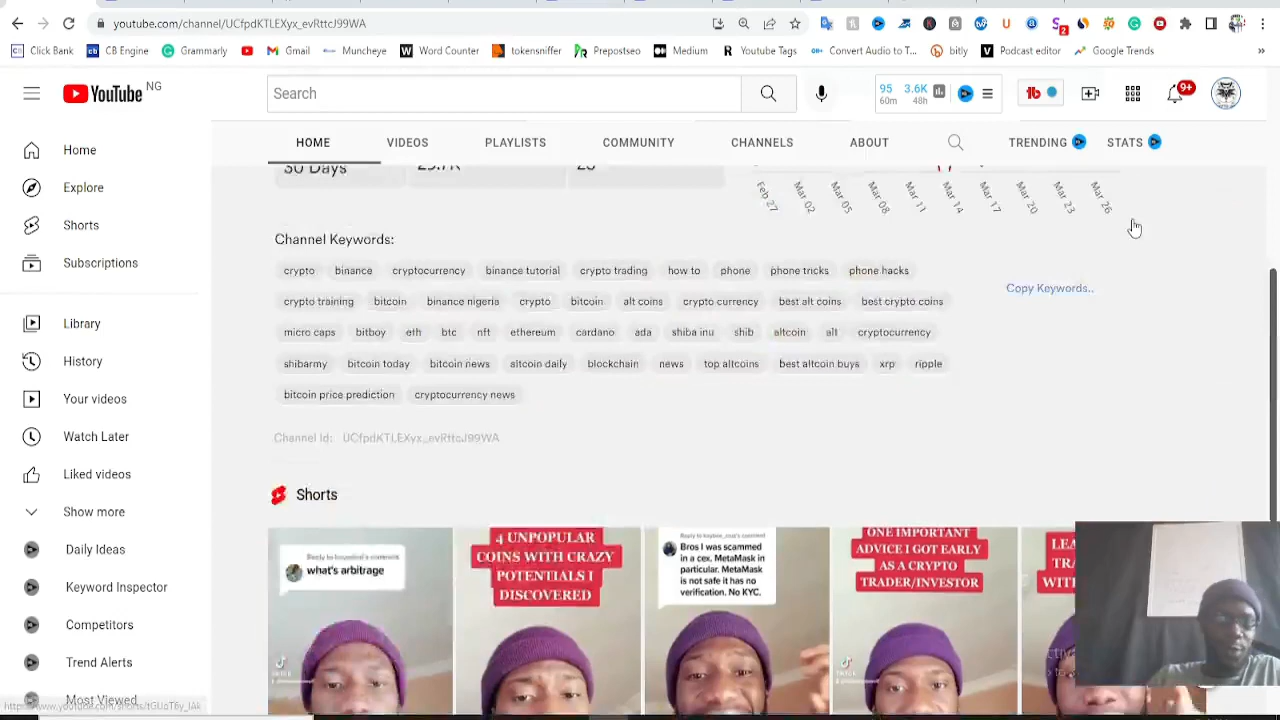 youtube.com/channel/UCfpdKTLEXyx_evRttcJ99WA
Click Bank
CB Engine
Grammarly
Gmail
Muncheye
Word Counter
tokensniffer
Prepostseo
Medium
Youtube Tags
Convert Audio to T...
bitly
Podcast editor
Google Trends
»
YouTube NG
Search
95 3.6K
60m 48h
9+
HOME VIDEOS PLAYLISTS COMMUNITY CHANNELS ABOUT TRENDING STATS
Home
Explore
Shorts
Subscriptions
Library
History
Your videos
Watch Later
Liked videos
Show more
Daily Ideas
Keyword Inspector
Competitors
Trend Alerts
Most Viewed
30 Days
Feb 27 Mar 02 Mar 05 Mar 08 Mar 11 Mar 14 Mar 17 Mar 20 Mar 23 Mar 26
Channel Keywords:
crypto binance cryptocurrency binance tutorial crypto trading how to phone phone tricks phone hacks
crypto training bitcoin binance nigeria crypto bitcoin alt coins crypto currency best alt coins best crypto coins
micro caps bitboy eth btc nft ethereum cardano ada shiba inu shib altcoin alt cryptocurrency
shibarmy bitcoin today bitcoin news altcoin daily blockchain news top altcoins best altcoin buys xrp ripple
bitcoin price prediction cryptocurrency news
Copy Keywords..
Channel Id: UCfpdKTLEXyx_evRttcJ99WA
Shorts
what's arbitrage
4 UNPOPULAR
COINS WITH CRAZY
POTENTIALS I
DISCOVERED
Bros I was scammed
in a cex. MetaMask in
particular. MetaMask
is not safe it has no
verification. No KYC.
ONE IMPORTANT
ADVICE I GOT EARLY
AS A CRYPTO
TRADER/INVESTOR